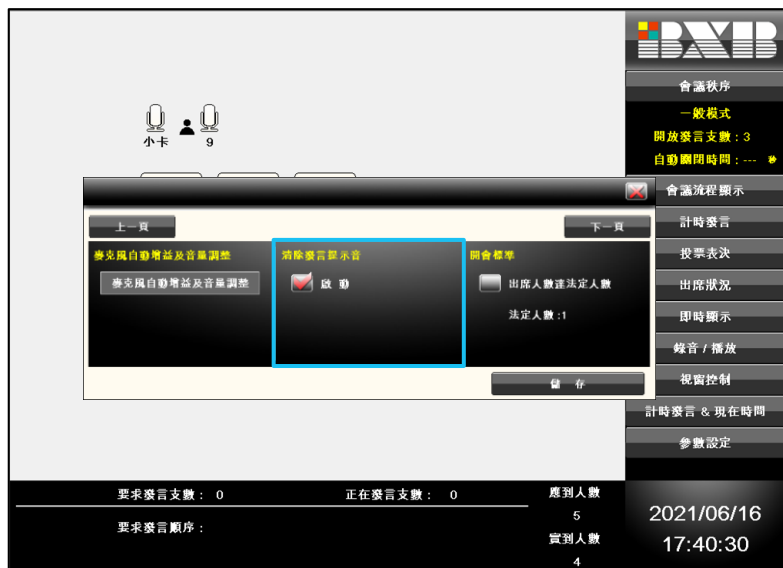 BXB
會議秩序
一般模式
開放發言支數：3
自動關閉時間：---
小卡
9
會議流程顯示
上一頁
下一頁
計時發言
麥克風自動增益及音量調整
清除發言提示音
開會標準
投票表決
麥克風自動增益及音量調整
啟 動
出席人數達法定人數
出席狀況
法定人數:1
即時顯示
錄音 / 播放
儲 存
視窗控制
計時發言 & 現在時間
參數設定
要求發言支數： 0
正在發言支數： 0
應到人數
5
要求發言順序：
實到人數
4
2021/06/16
17:40:30